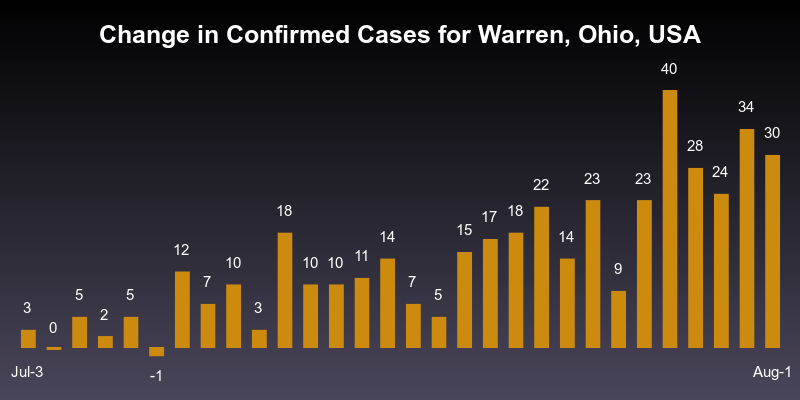 Change in Confirmed Cases for Warren, Ohio, USA
3 0 5 2 5 -1 12 7 10 3 18 10 10 11 14 7 5 15 17 18 22 14 23 9 23 40 28 24 34 30
Jul-3 Aug-1